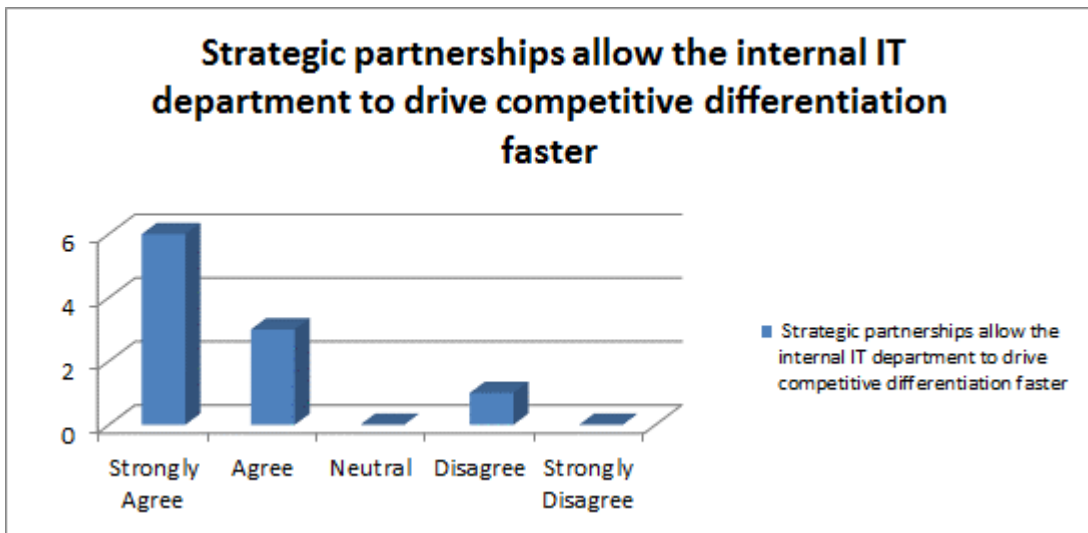 Strategic partnerships allow the internal IT
department to drive competitive differentiation
faster
6
4
2
0
Strongly Agree
Agree
Neutral
Disagree
Strongly Disagree
Strategic partnerships allow the
internal IT department to drive
competitive differentiation faster